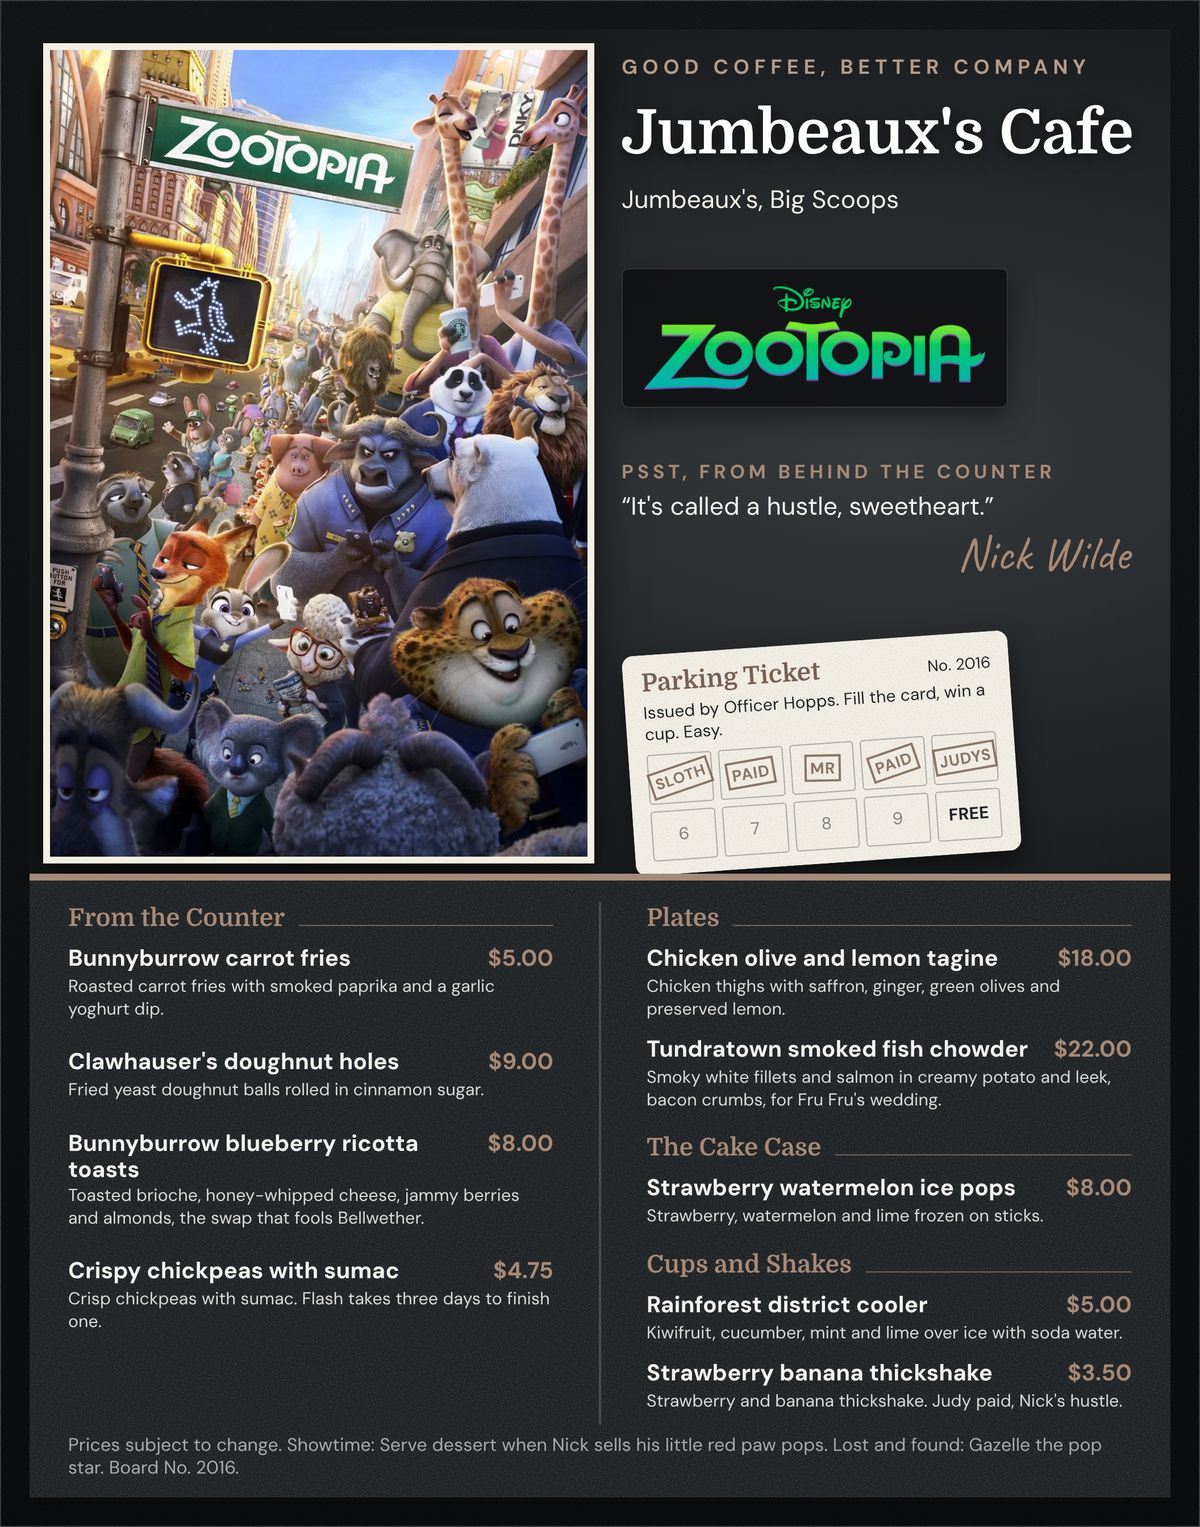 ZOOTOPIA
DNKY
PUSH
BUTTON
FOR
GOOD COFFEE, BETTER COMPANY
Jumbeaux's Cafe
Jumbeaux's, Big Scoops
Disney
ZOOTOPIA
PSST, FROM BEHIND THE COUNTER
“It's called a hustle, sweetheart.”
Nick Wilde
Parking Ticket
No. 2016
Issued by Officer Hopps. Fill the card, win a
cup. Easy.
SLOTH PAID MR PAID JUDYS
6 7 8 9 FREE
From the Counter
Bunnyburrow carrot fries $5.00
Roasted carrot fries with smoked paprika and a garlic
yoghurt dip.
Clawhauser's doughnut holes $9.00
Fried yeast doughnut balls rolled in cinnamon sugar.
Bunnyburrow blueberry ricotta $8.00
toasts
Toasted brioche, honey-whipped cheese, jammy berries
and almonds, the swap that fools Bellwether.
Crispy chickpeas with sumac $4.75
Crisp chickpeas with sumac. Flash takes three days to finish
one.
Plates
Chicken olive and lemon tagine $18.00
Chicken thighs with saffron, ginger, green olives and
preserved lemon.
Tundratown smoked fish chowder $22.00
Smoky white fillets and salmon in creamy potato and leek,
bacon crumbs, for Fru Fru's wedding.
The Cake Case
Strawberry watermelon ice pops $8.00
Strawberry, watermelon and lime frozen on sticks.
Cups and Shakes
Rainforest district cooler $5.00
Kiwifruit, cucumber, mint and lime over ice with soda water.
Strawberry banana thickshake $3.50
Strawberry and banana thickshake. Judy paid, Nick's hustle.
Prices subject to change. Showtime: Serve dessert when Nick sells his little red paw pops. Lost and found: Gazelle the pop
star. Board No. 2016.